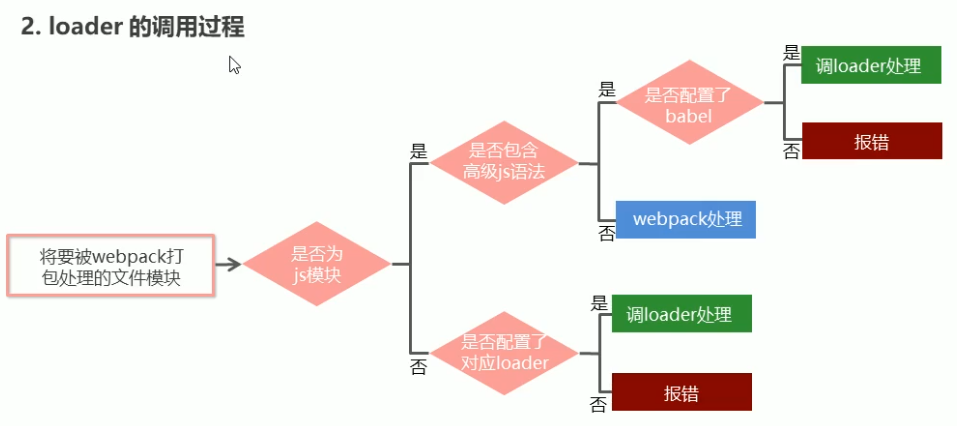 2. loader 的调用过程
将要被webpack打
包处理的文件模块
是否为
js模块
是
是否包含
高级js语法
是
是否配置了
babel
是
调loader处理
否
报错
否
webpack处理
否
是否配置了
对应loader
是
调loader处理
否
报错